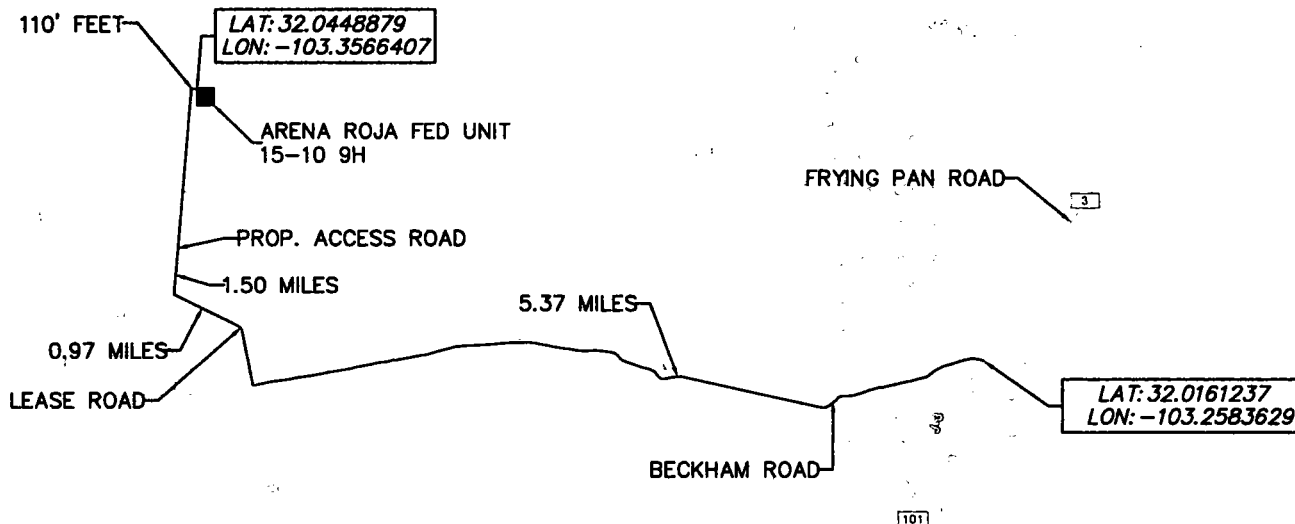 110' FEET
LAT: 32.0448879
LON: -103.3566407
ARENA ROJA FED UNIT
15-10 9H
FRYING PAN ROAD
3
PROP. ACCESS ROAD
1.50 MILES
5.37 MILES
0.97 MILES
LEASE ROAD
LAT: 32.0161237
LON: -103.2583629
BECKHAM ROAD
101